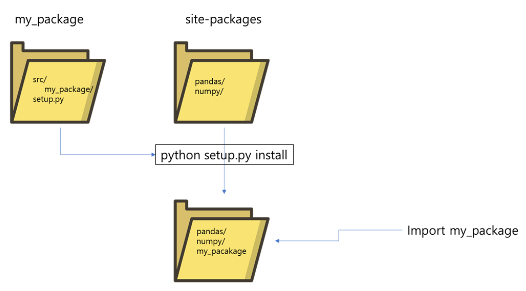 my_package
site-packages
src/
my_package/
setup.py
pandas/
numpy/
python setup.py install
pandas/
numpy/
my_pacakage
Import my_package